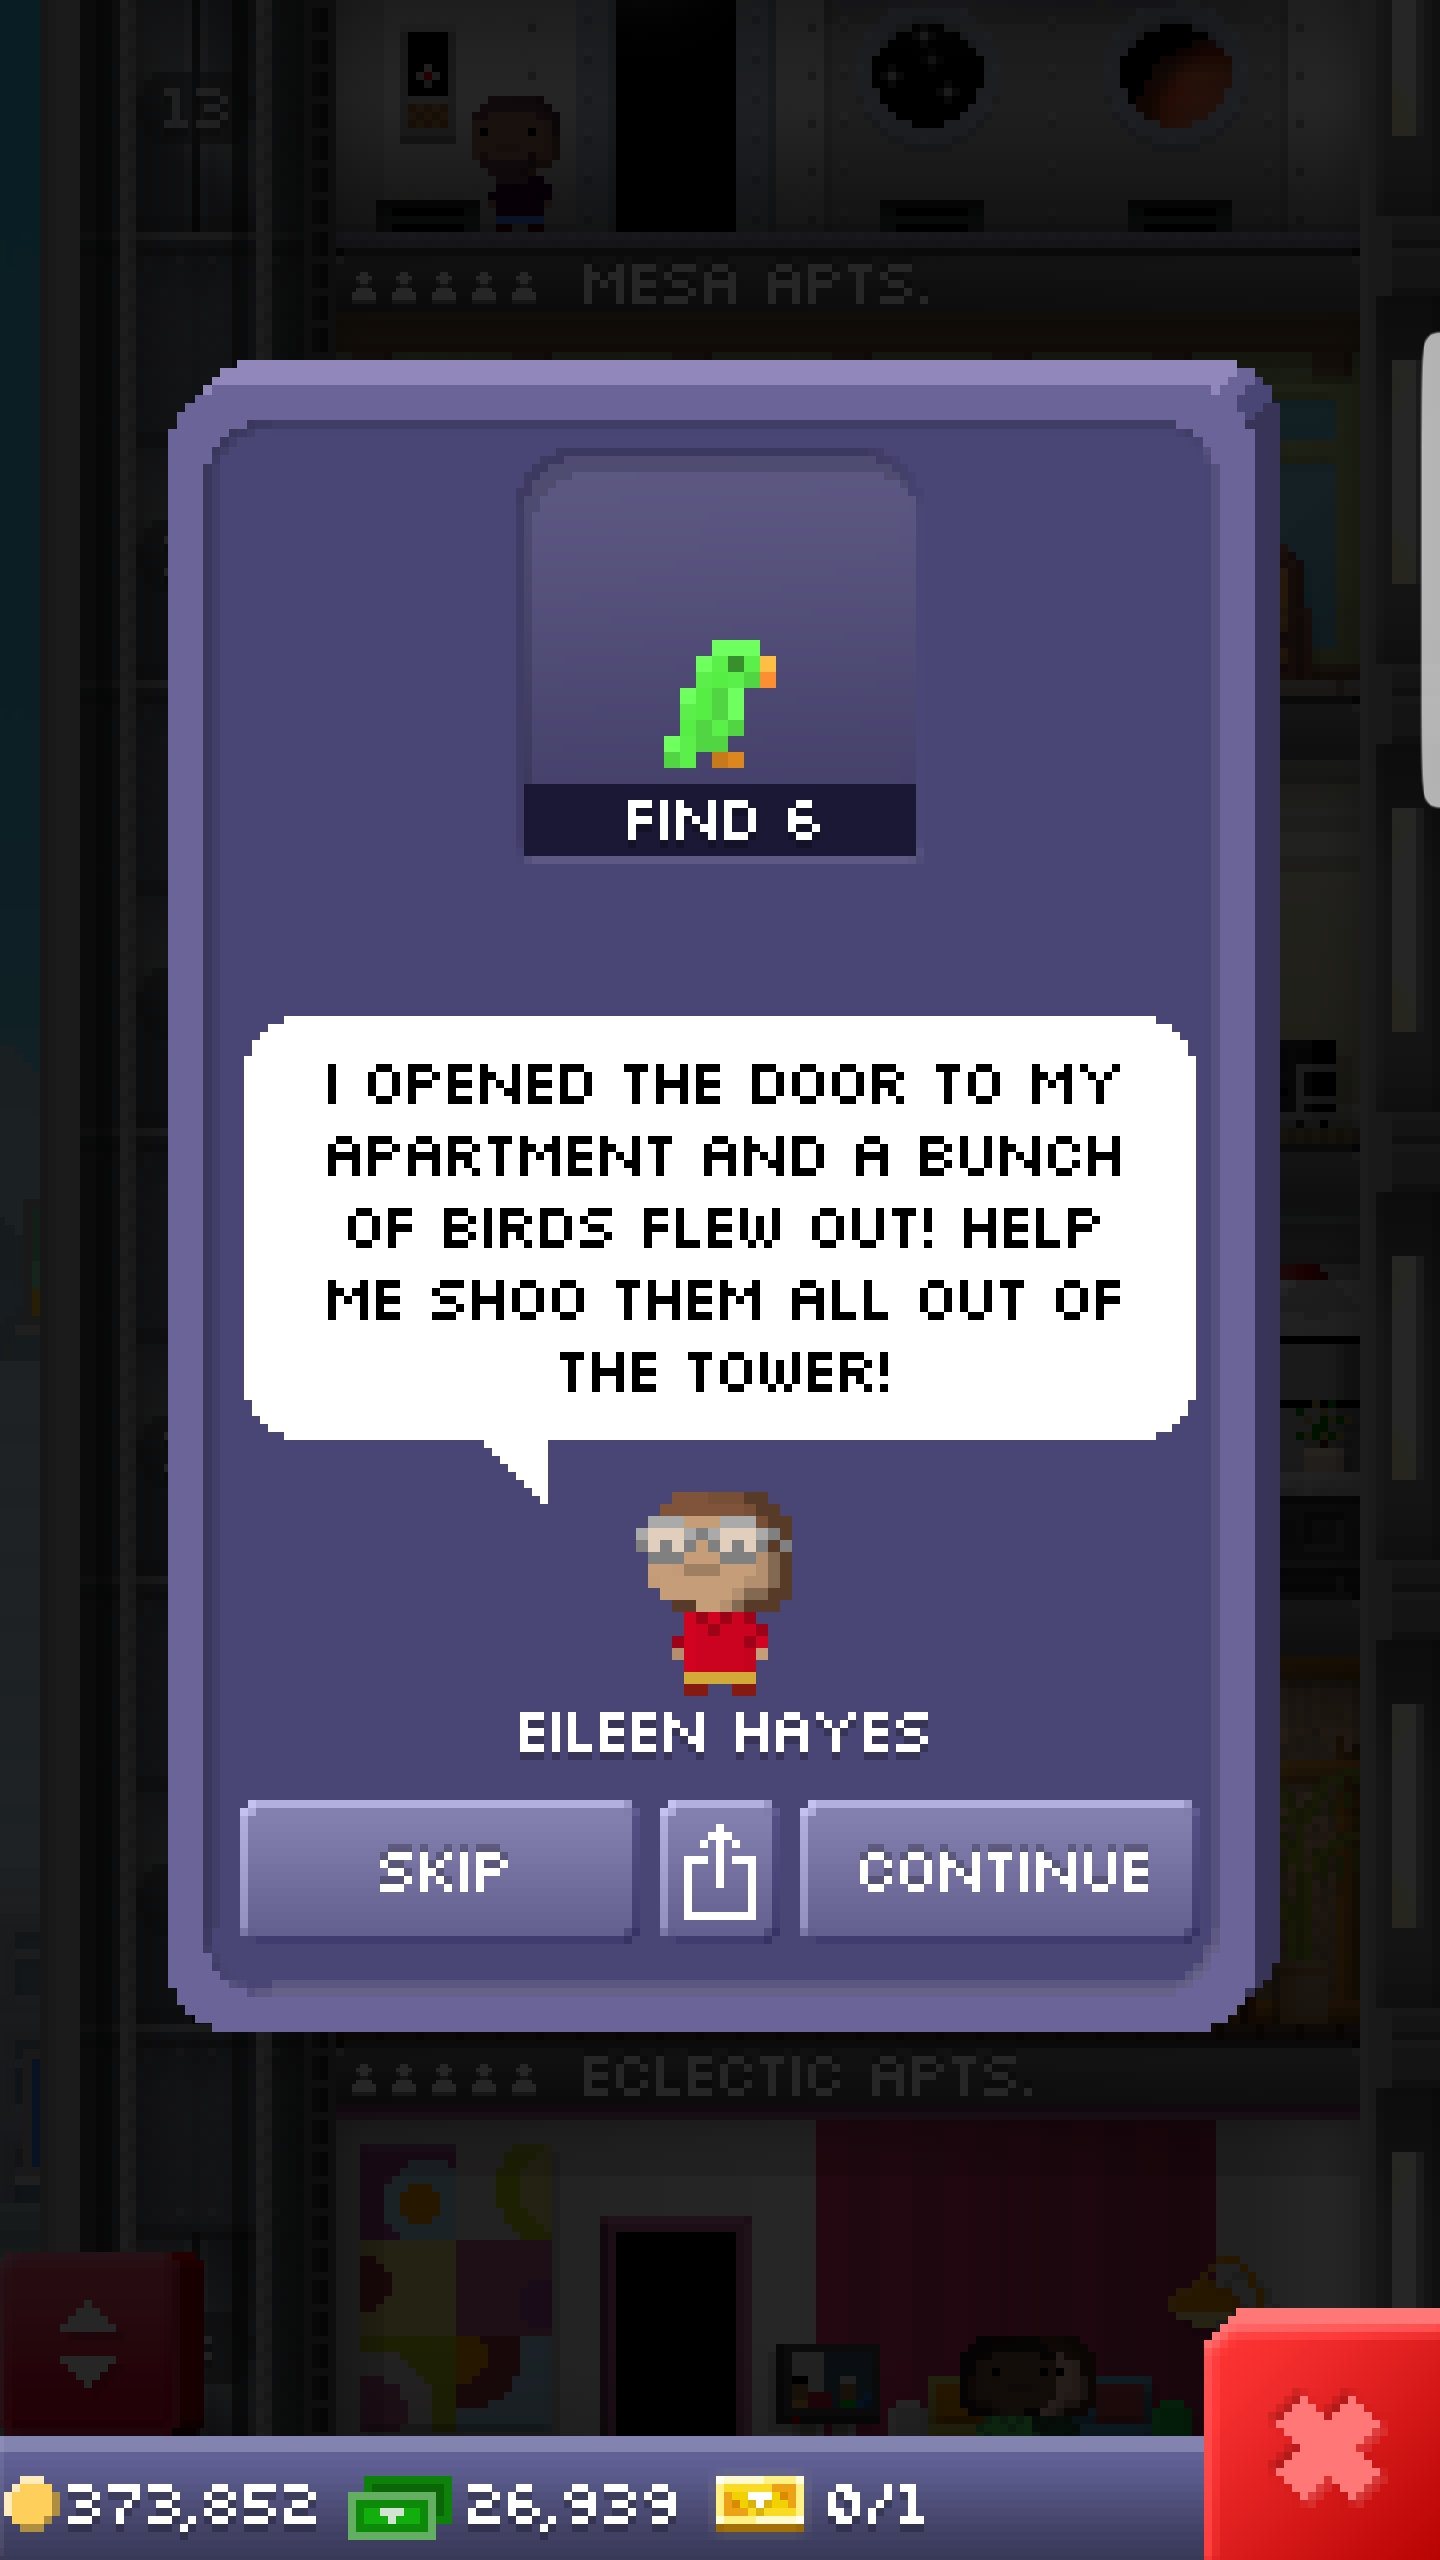 13
MESA APTS.
FIND 6
I OPENED THE DOOR TO MY
APARTMENT AND A BUNCH
OF BIRDS FLEW OUT! HELP
ME SHOO THEM ALL OUT OF
THE TOWER!
EILEEN HAYES
SKIP
CONTINUE
ECLECTIC APTS.
373,852 26,939 0/1